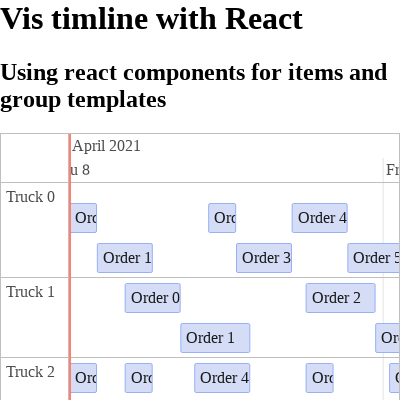 Vis timline with React
Using react components for items and
group templates
April 2021
u 8
Fr
Truck 0
Ord
Ord
Order 4
Order 1
Order 3
Order 5
Truck 1
Order 0
Order 2
Order 1
Or
Truck 2
Ord
Ord
Order 4
Ord